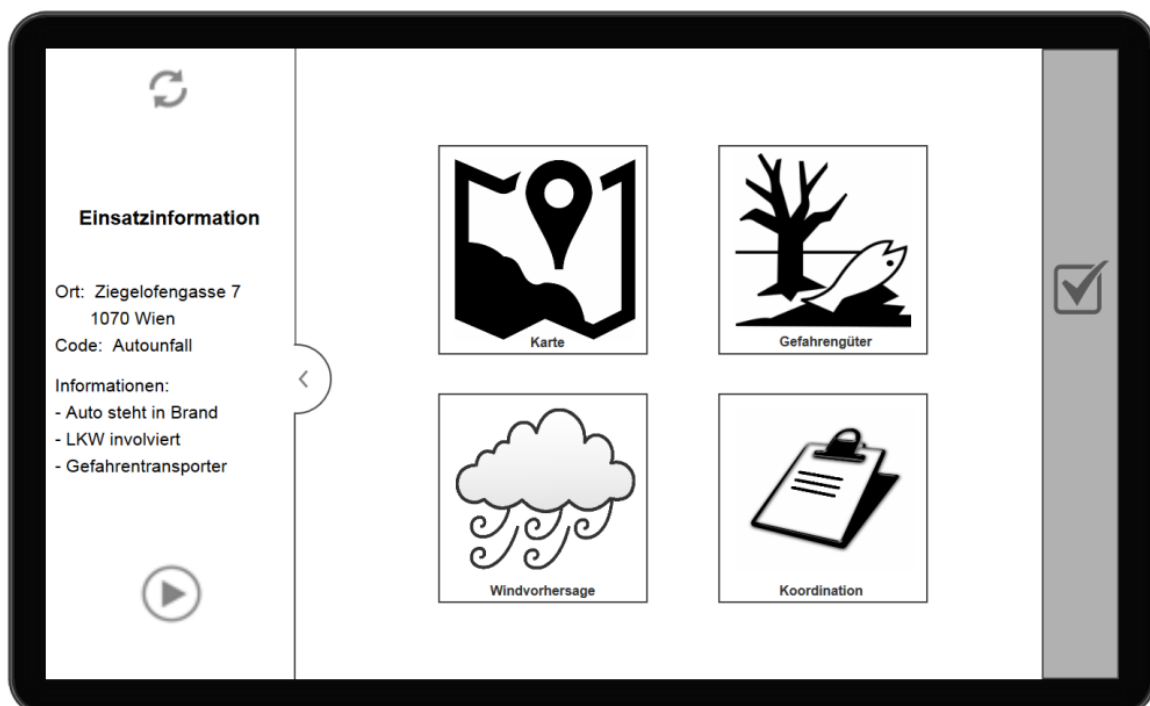 Einsatzinformation
Ort: Ziegelofengasse 7
1070 Wien
Code: Autounfall
Informationen:
- Auto steht in Brand
- LKW involviert
- Gefahrentransporter
Karte
Gefahrengüter
Windvorhersage
Koordination